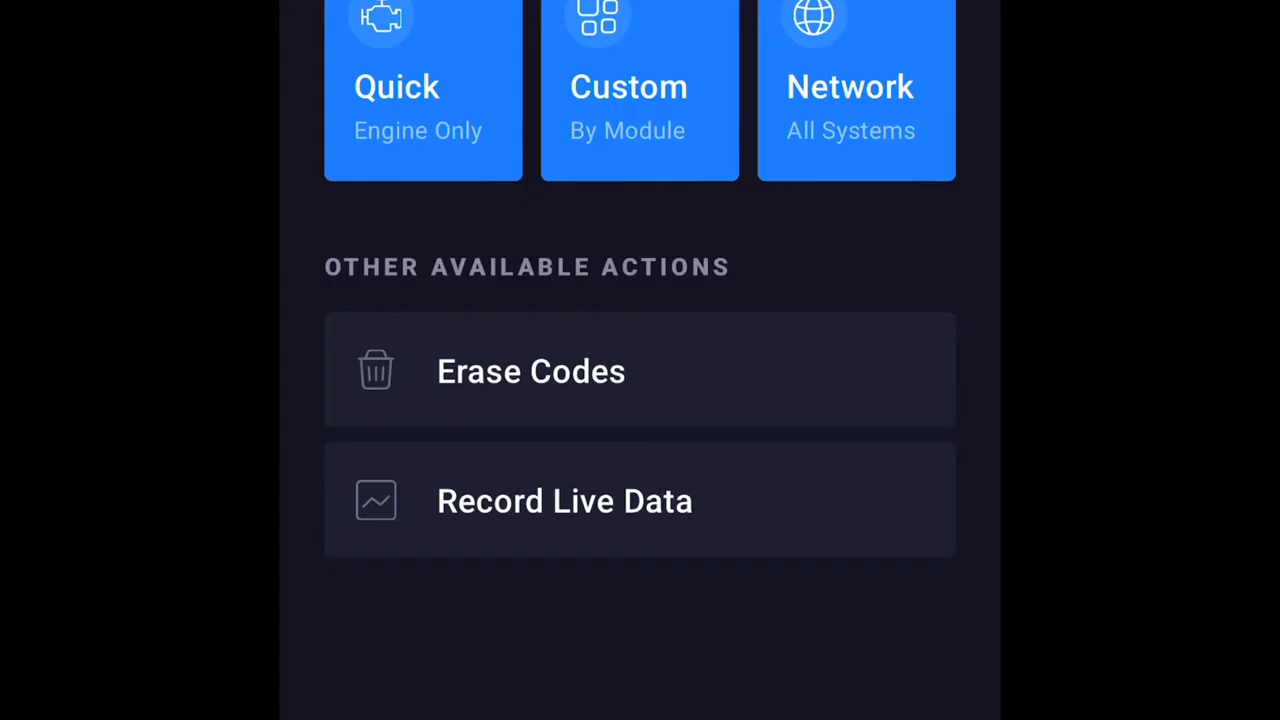 Quick
Custom
Network
Engine Only
By Module
All Systems
OTHER AVAILABLE ACTIONS
Erase Codes
Record Live Data